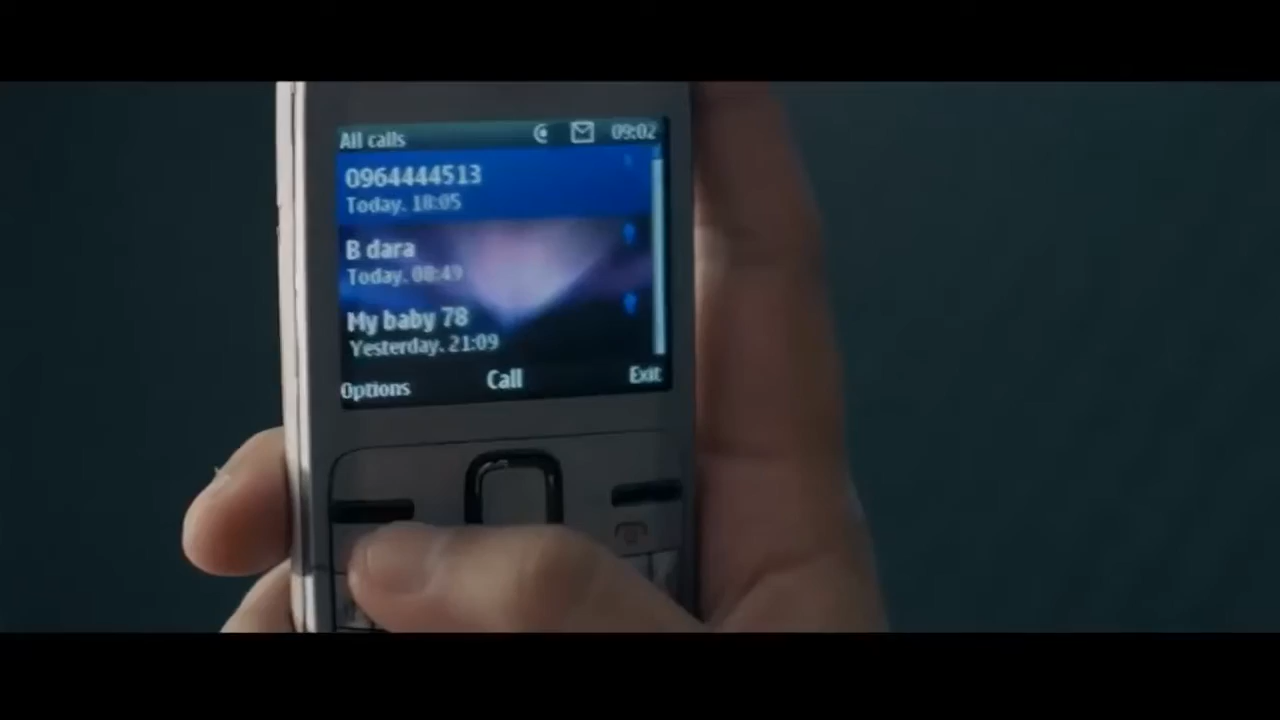 All calls 09:02
0964444513
Today. 18:05
B dara
Today. 08:49
My baby 78
Yesterday. 21:09
Options Call Exit